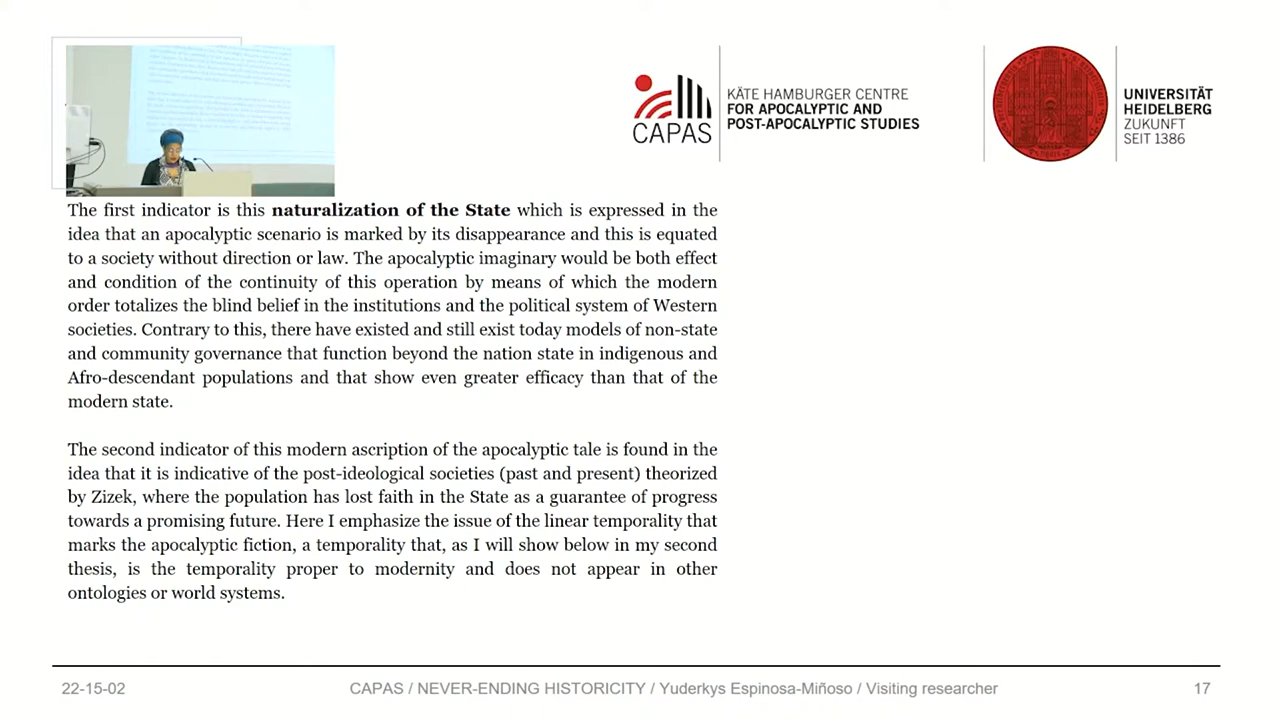 CAPAS
KÄTE HAMBURGER CENTRE
FOR APOCALYPTIC AND
POST-APOCALYPTIC STUDIES
UNIVERSITÄT
HEIDELBERG
ZUKUNFT
SEIT 1386
The first indicator is this naturalization of the State which is expressed in the
idea that an apocalyptic scenario is marked by its disappearance and this is equated
to a society without direction or law. The apocalyptic imaginary would be both effect
and condition of the continuity of this operation by means of which the modern
order totalizes the blind belief in the institutions and the political system of Western
societies. Contrary to this, there have existed and still exist today models of non-state
and community governance that function beyond the nation state in indigenous and
Afro-descendant populations and that show even greater efficacy than that of the
modern state.
The second indicator of this modern ascription of the apocalyptic tale is found in the
idea that it is indicative of the post-ideological societies (past and present) theorized
by Zizek, where the population has lost faith in the State as a guarantee of progress
towards a promising future. Here I emphasize the issue of the linear temporality that
marks the apocalyptic fiction, a temporality that, as I will show below in my second
thesis, is the temporality proper to modernity and does not appear in other
ontologies or world systems.
22-15-02
CAPAS / NEVER-ENDING HISTORICITY / Yuderkys Espinosa-Miñoso / Visiting researcher
17